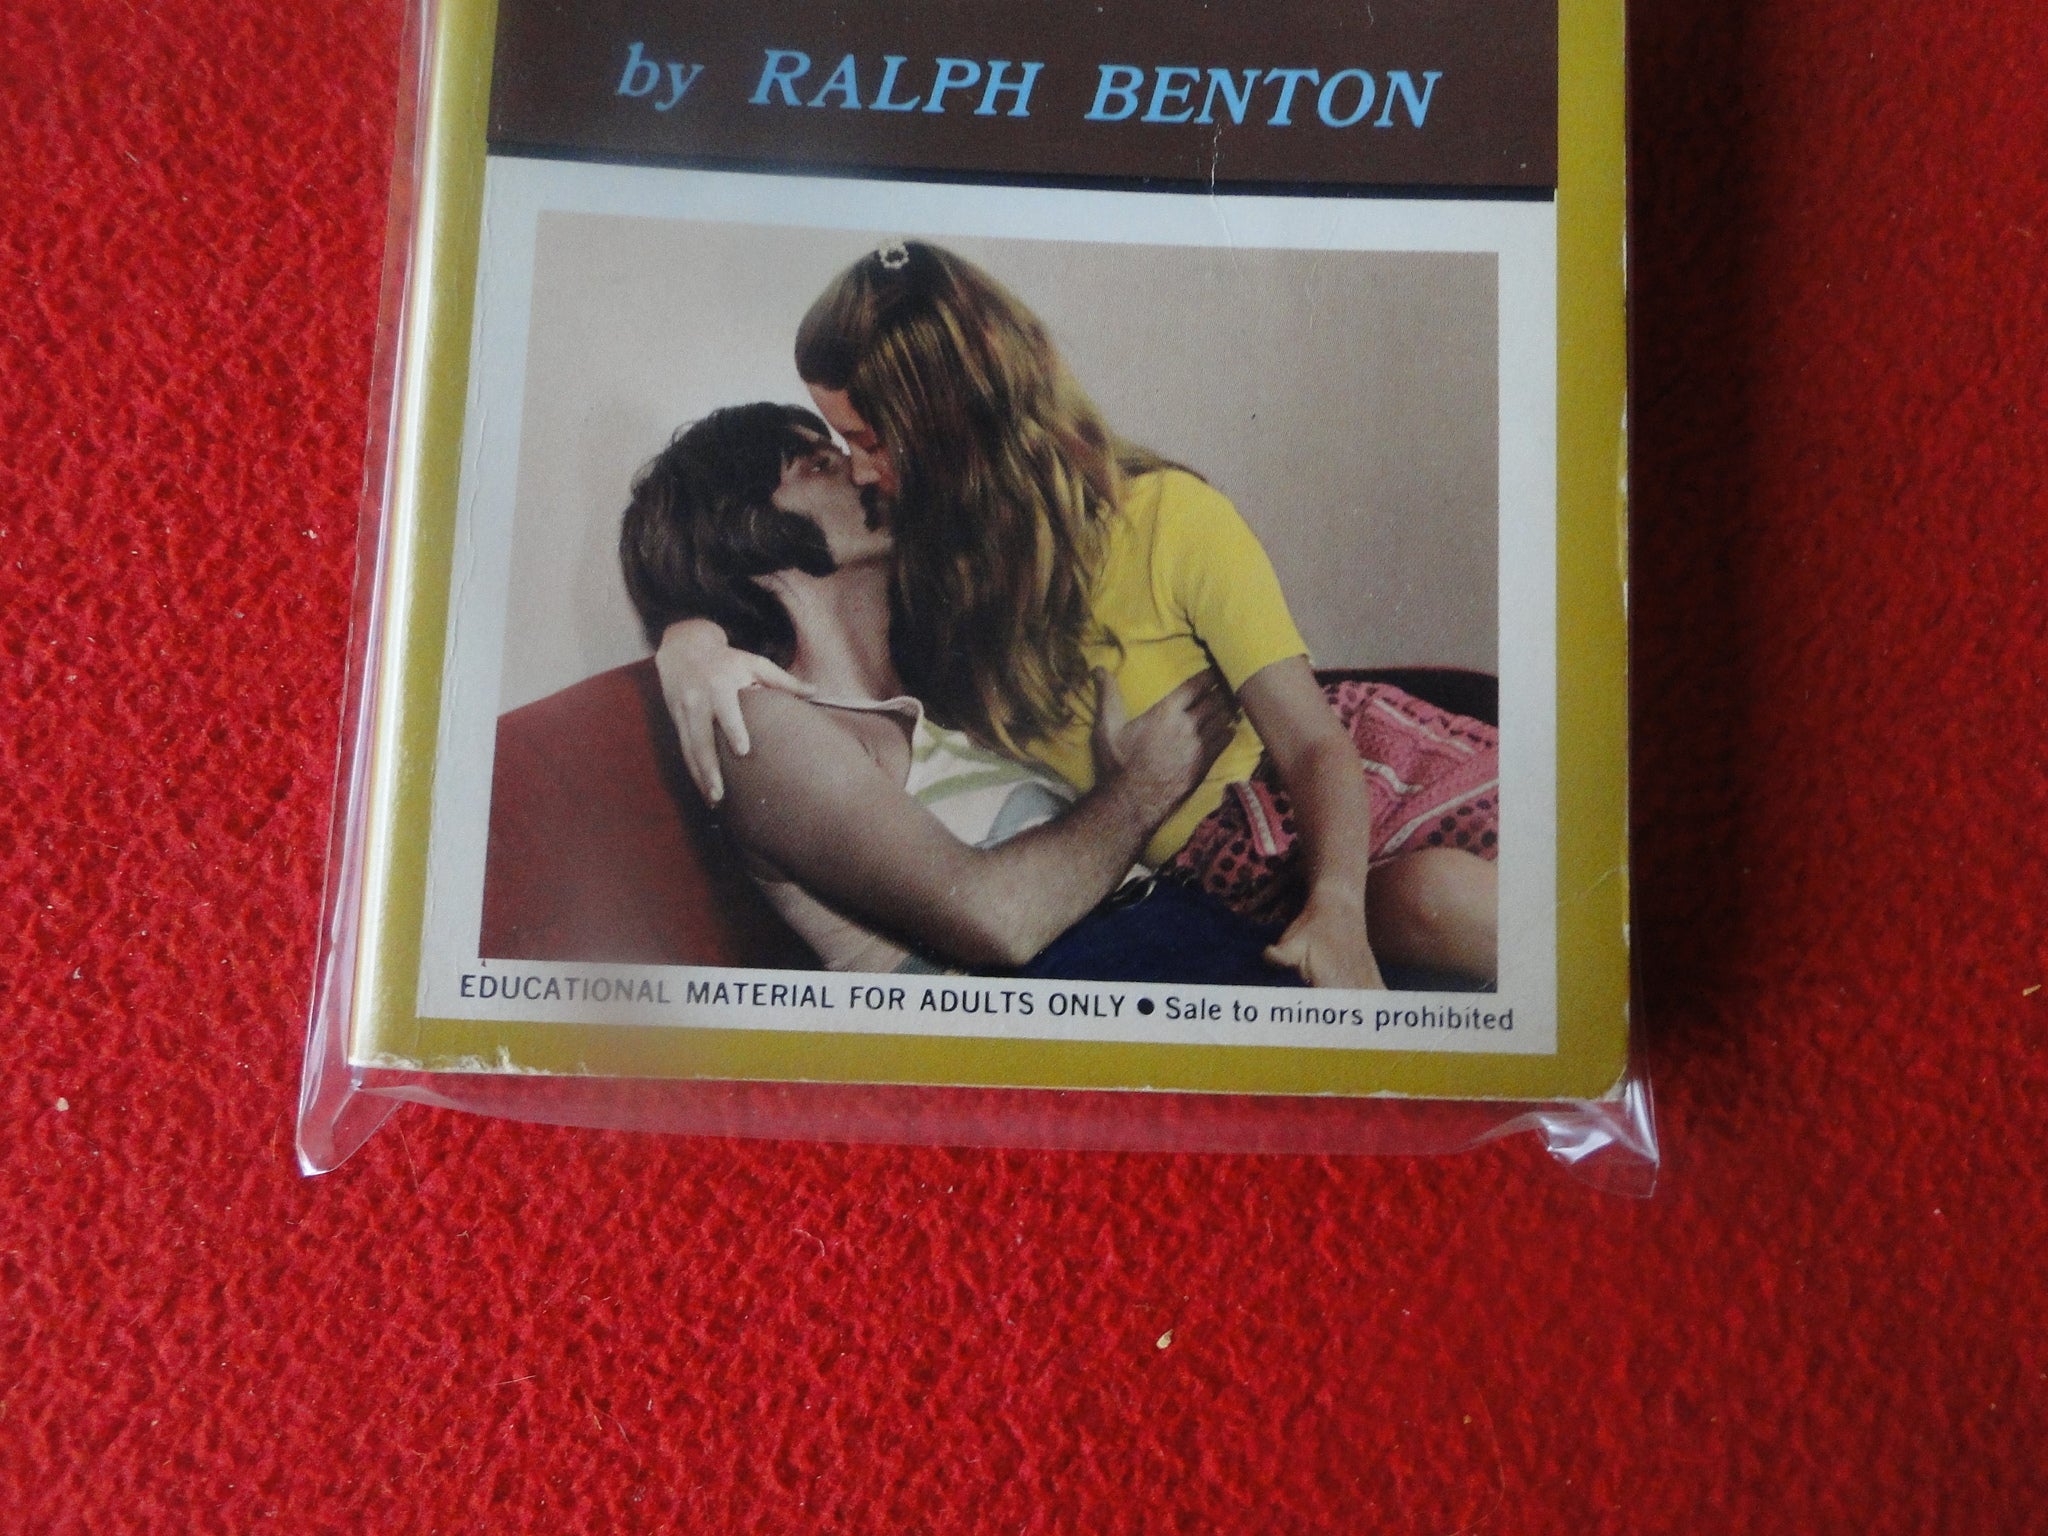 by RALPH BENTON
EDUCATIONAL MATERIAL FOR ADULTS ONLY ● Sale to minors prohibited